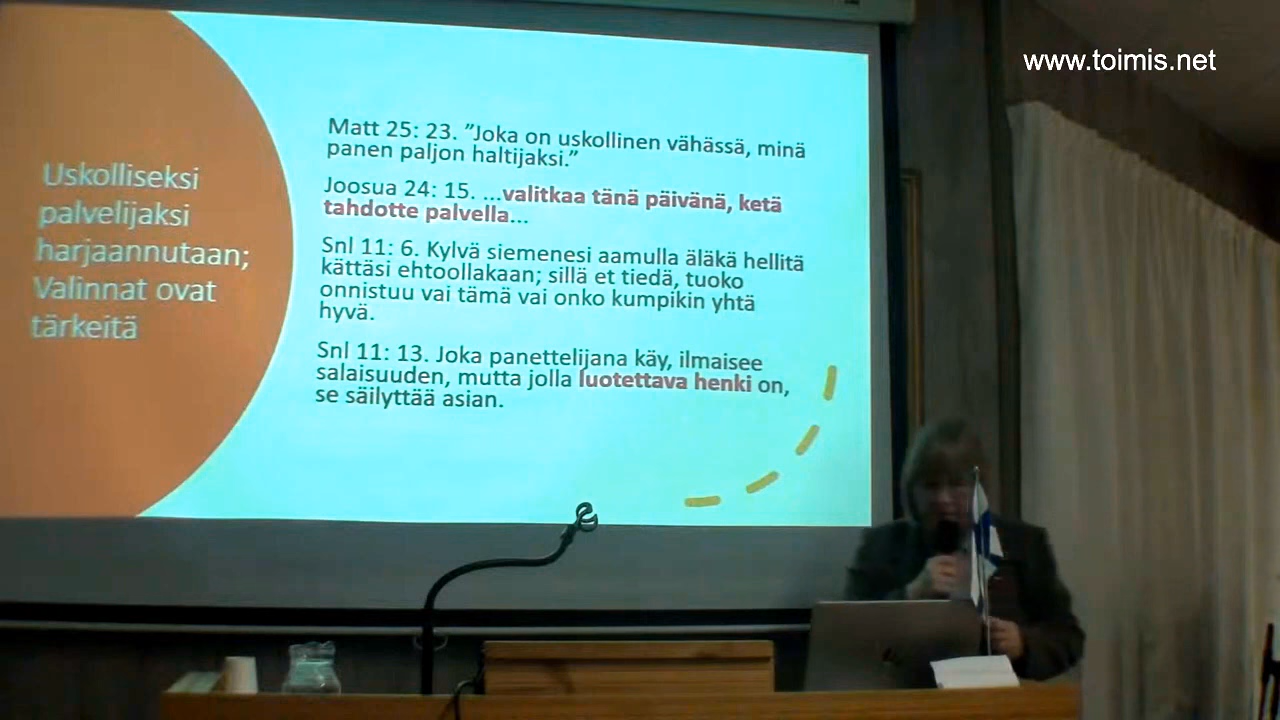 www.toimis.net
Uskolliseksi
palvelijaksi
harjaannutaan;
Valinnat ovat
tärkeitä
Matt 25: 23. ”Joka on uskollinen vähässä, minä
panen paljon haltijaksi.”
Joosua 24: 15. ...valitkaa tänä päivänä, ketä
tahdotte palvella...
Snl 11: 6. Kylvä siemenesi aamulla äläkä hellitä
kättäsi ehtoollakaan; sillä et tiedä, tuoko
onnistuu vai tämä vai onko kumpikin yhtä
hyvä.
Snl 11: 13. Joka panettelijana käy, ilmaisee
salaisuuden, mutta jolla luotettava henki on,
se säilyttää asian.